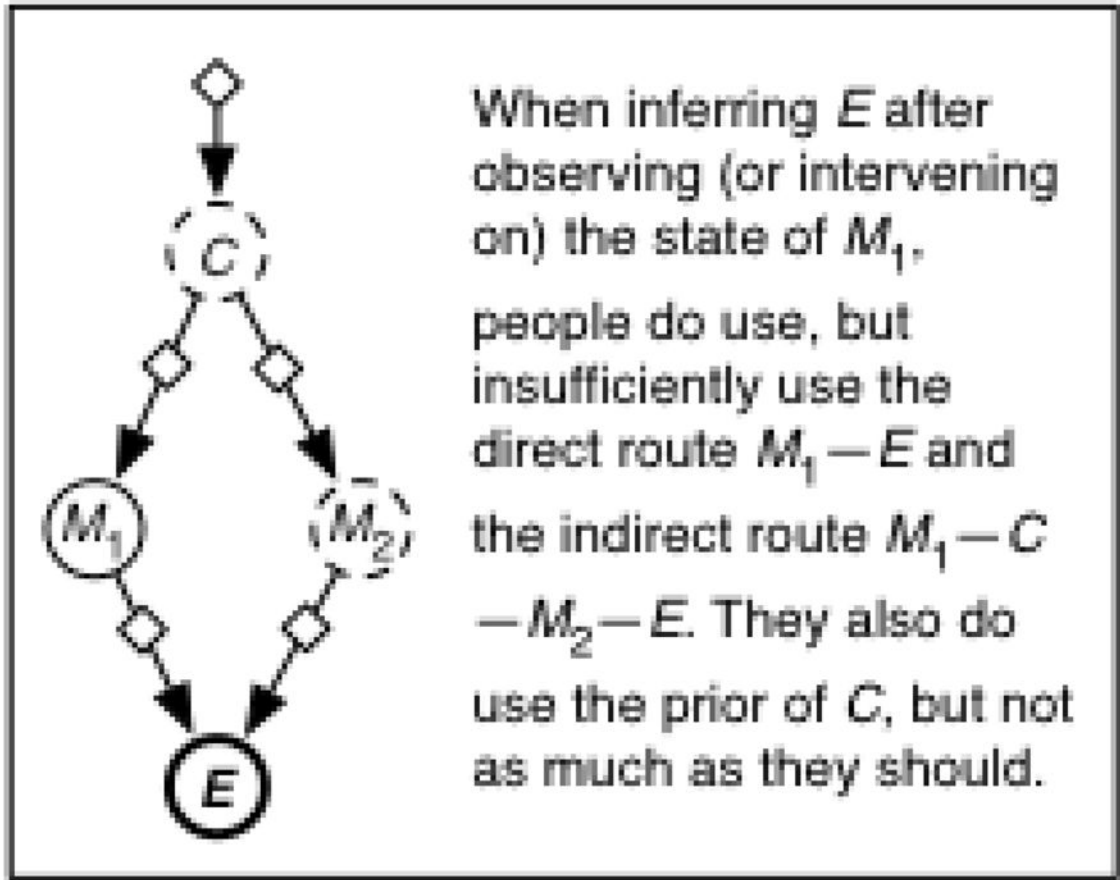 C
M₁
M₂
E
When inferring E after
observing (or intervening
on) the state of M₁,
people do use, but
insufficiently use the
direct route M₁—E and
the indirect route M₁—C
—M₂—E. They also do
use the prior of C, but not
as much as they should.